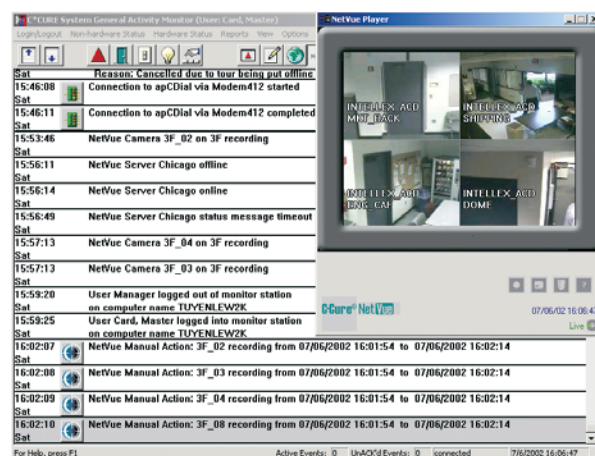 C*CURE System General Activity Monitor (User: Card, Master)
Login/Logout Non-hardware Status Hardware Status Reports View Options
Sat Reason: Cancelled due to tour being put offline
15:46:08 Connection to apCDial via Modem412 started
Sat
15:46:11 Connection to apCDial via Modem412 completed
Sat
15:53:46 NetVue Camera 3F_02 on 3F recording
Sat
15:56:11 NetVue Server Chicago offline
Sat
15:56:14 NetVue Server Chicago online
Sat
15:56:49 NetVue Server Chicago status message timeout
Sat
15:57:13 NetVue Camera 3F_04 on 3F recording
Sat
15:57:13 NetVue Camera 3F_03 on 3F recording
Sat
15:59:20 User Manager logged out of monitor station
Sat on computer name TUYENLEW2K
15:59:25 User Card, Master logged into monitor station
Sat on computer name TUYENLEW2K
16:02:07 NetVue Manual Action: 3F_02 recording from 07/06/2002 16:01:54 to 07/06/2002 16:02:14
Sat
16:02:08 NetVue Manual Action: 3F_03 recording from 07/06/2002 16:01:54 to 07/06/2002 16:02:14
Sat
16:02:09 NetVue Manual Action: 3F_04 recording from 07/06/2002 16:01:54 to 07/06/2002 16:02:14
Sat
16:02:10 NetVue Manual Action: 3F_08 recording from 07/06/2002 16:01:54 to 07/06/2002 16:02:14
Sat
For Help, press F1 Active Events: 0 UnACK'd Events: 0 connected 7/6/2002 16:06:47
NetVue Player
INTELLEX_ACD
MKT_BACK
INTELLEX_ACD
SHIPPING
INTELLEX_ACD
ENG_CAF
INTELLEX_ACD
DOME
C·Cure® NetVue
07/06/02 16:06:47
Live